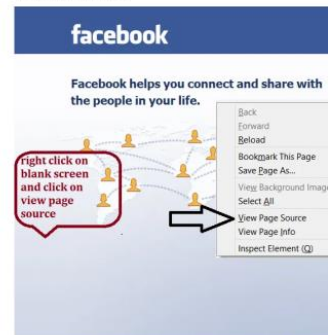 facebook
Facebook helps you connect and share with
the people in your life.
right click on
blank screen
and click on
view page
source
Back
Forward
Reload
Bookmark This Page
Save Page As...
View Background Image
Select All
View Page Source
View Page Info
Inspect Element (Q)